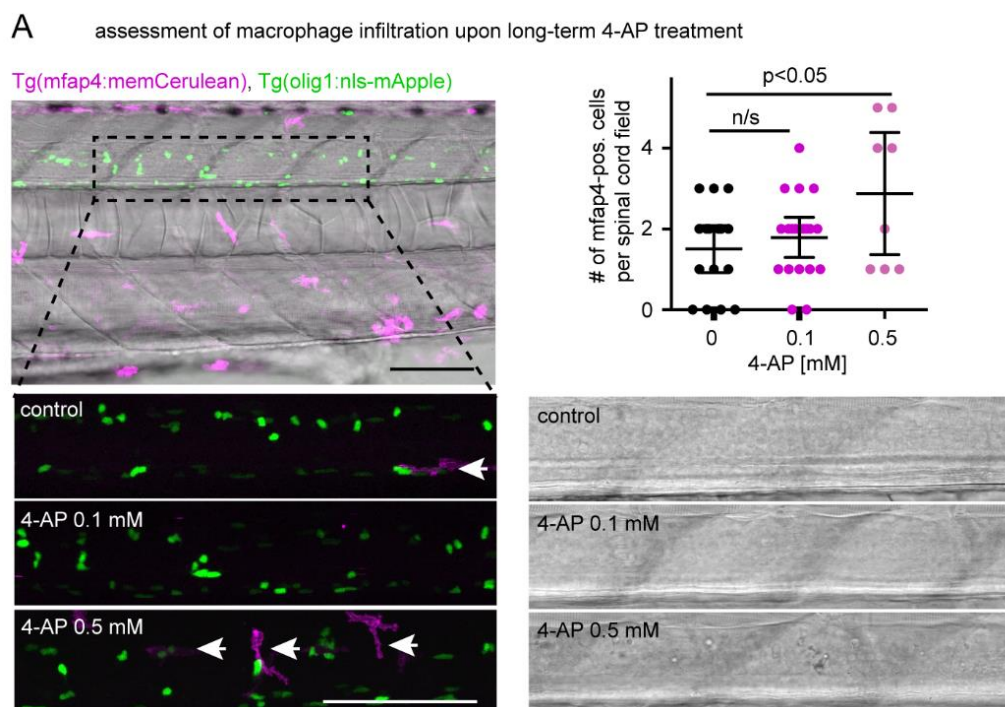 A
assessment of macrophage infiltration upon long-term 4-AP treatment
Tg(mfap4:memCerulean), Tg(olig1:nls-mApple)
p<0.05
n/s
# of mfap4-pos. cells
per spinal cord field
4
2
0
0
0.1
0.5
4-AP [mM]
control
4-AP 0.1 mM
4-AP 0.5 mM
control
4-AP 0.1 mM
4-AP 0.5 mM